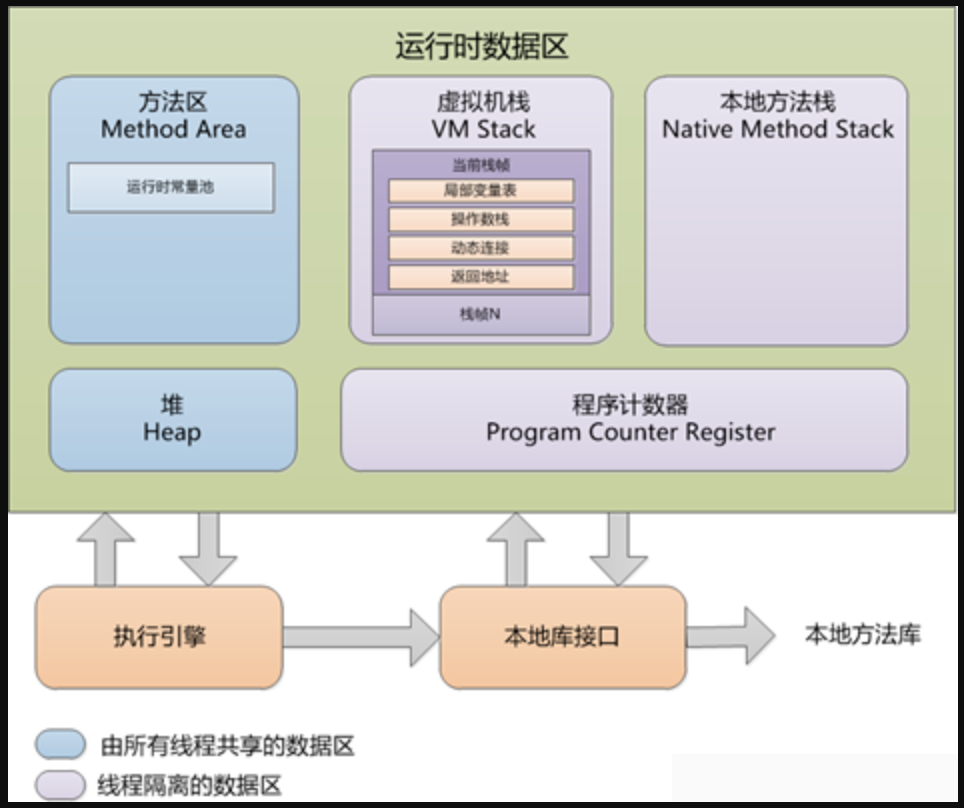 运行时数据区
方法区
Method Area
运行时常量池
虚拟机栈
VM Stack
当前栈帧
局部变量表
操作数栈
动态连接
返回地址
栈帧N
本地方法栈
Native Method Stack
堆
Heap
程序计数器
Program Counter Register
执行引擎
本地库接口
本地方法库
由所有线程共享的数据区
线程隔离的数据区